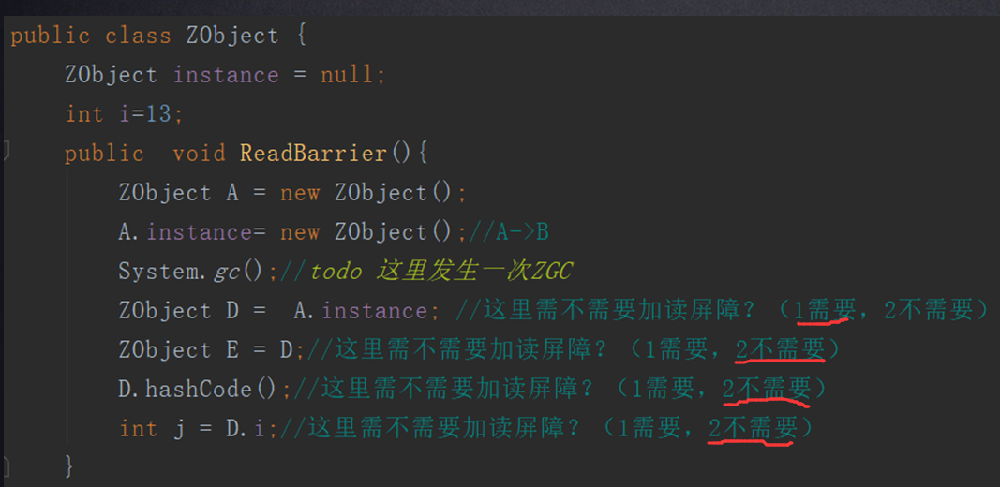 public class ZObject {
ZObject instance = null;
int i=13;
public  void ReadBarrier(){
ZObject A = new ZObject();
A.instance= new ZObject();//A->B
System.gc();//todo 这里发生一次ZGC
ZObject D =  A.instance; //这里需不需要加读屏障？（1需要，2不需要）
ZObject E = D;//这里需不需要加读屏障？（1需要，2不需要）
D.hashCode();//这里需不需要加读屏障？（1需要，2不需要）
int j = D.i;//这里需不需要加读屏障？（1需要，2不需要）
}